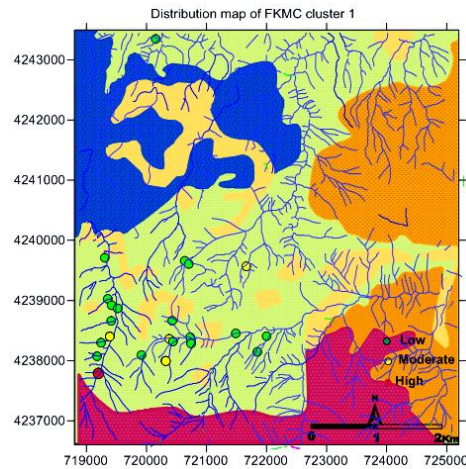 Distribution map of FKMC cluster 1
4243000
4242000
4241000
4240000
4239000
4238000
4237000
Low
Moderate
High
N
0 1 2Km
719000 720000 721000 722000 723000 724000 725000